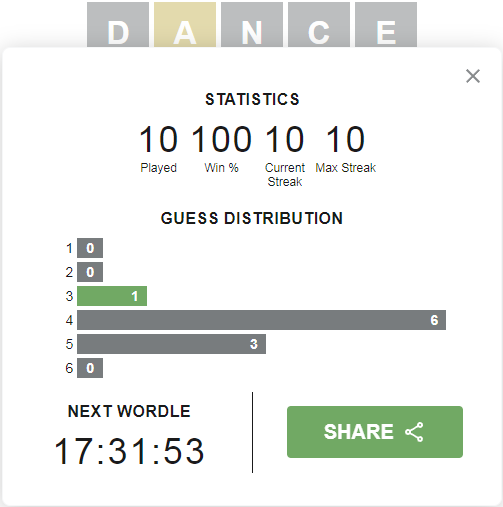 D A N C E
STATISTICS
10 100 10 10
Played Win % Current Streak Max Streak
GUESS DISTRIBUTION
1 0
2 0
3 1
4 6
5 3
6 0
NEXT WORDLE
17:31:53
SHARE